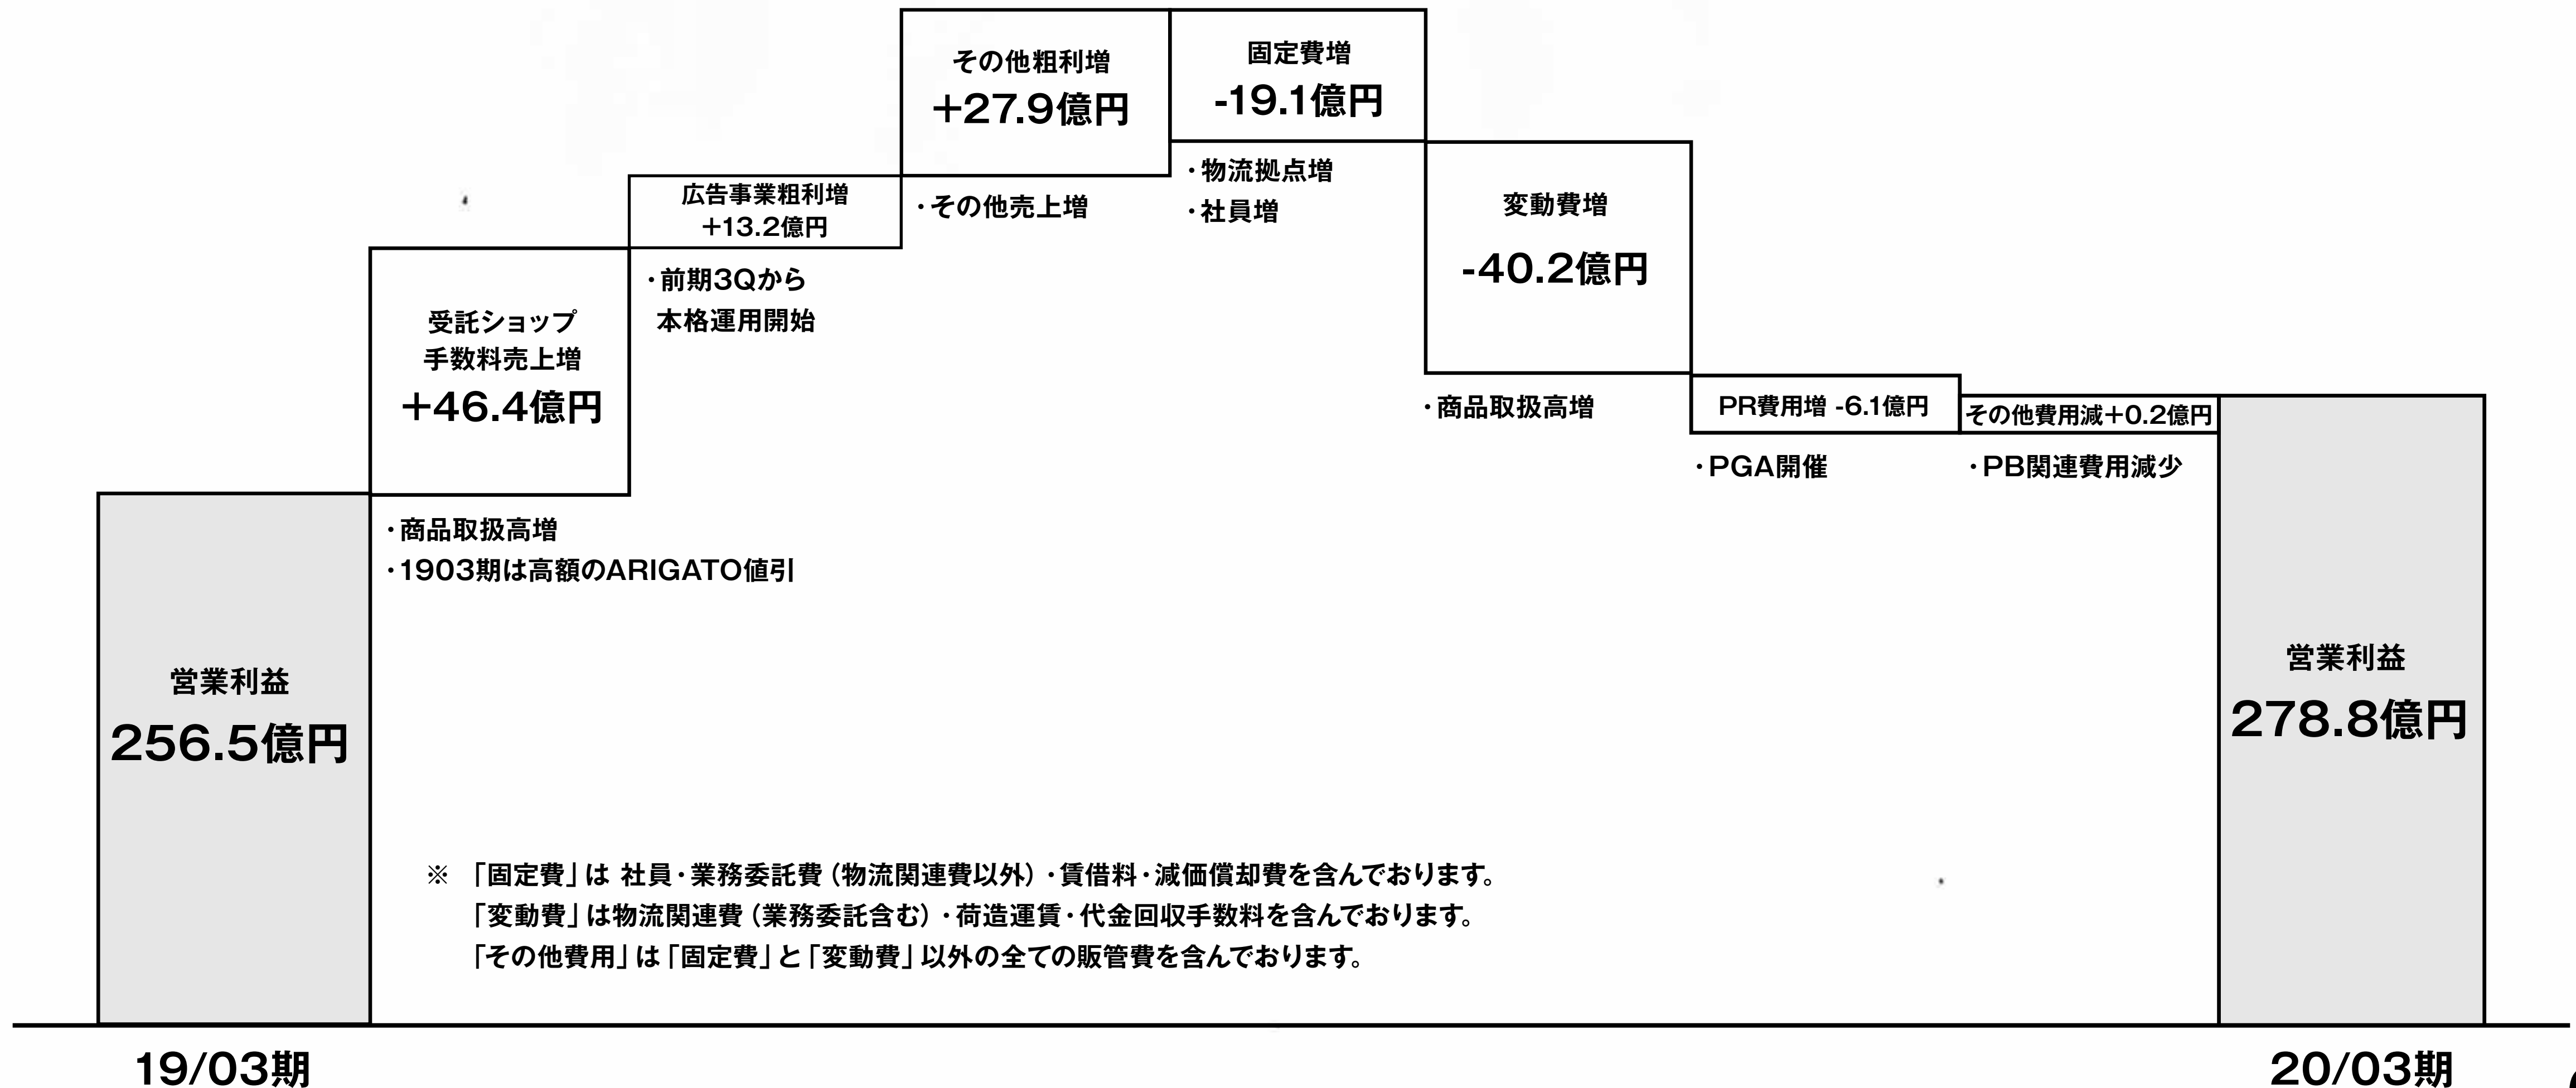 その他粗利増
+27.9億円
・その他売上増
固定費増
-19.1億円
・物流拠点増
・社員増
広告事業粗利増
+13.2億円
・前期3Qから
本格運用開始
変動費増
-40.2億円
・商品取扱高増
受託ショップ
手数料売上増
+46.4億円
・商品取扱高増
・1903期は高額のARIGATO値引
PR費用増 -6.1億円
・PGA開催
その他費用減+0.2億円
・PB関連費用減少
営業利益
256.5億円
営業利益
278.8億円
※ 「固定費」は 社員・業務委託費(物流関連費以外)・賃借料・減価償却費を含んでおります。
「変動費」は物流関連費(業務委託含む)・荷造運賃・代金回収手数料を含んでおります。
「その他費用」は「固定費」と「変動費」以外の全ての販管費を含んでおります。
19/03期
20/03期